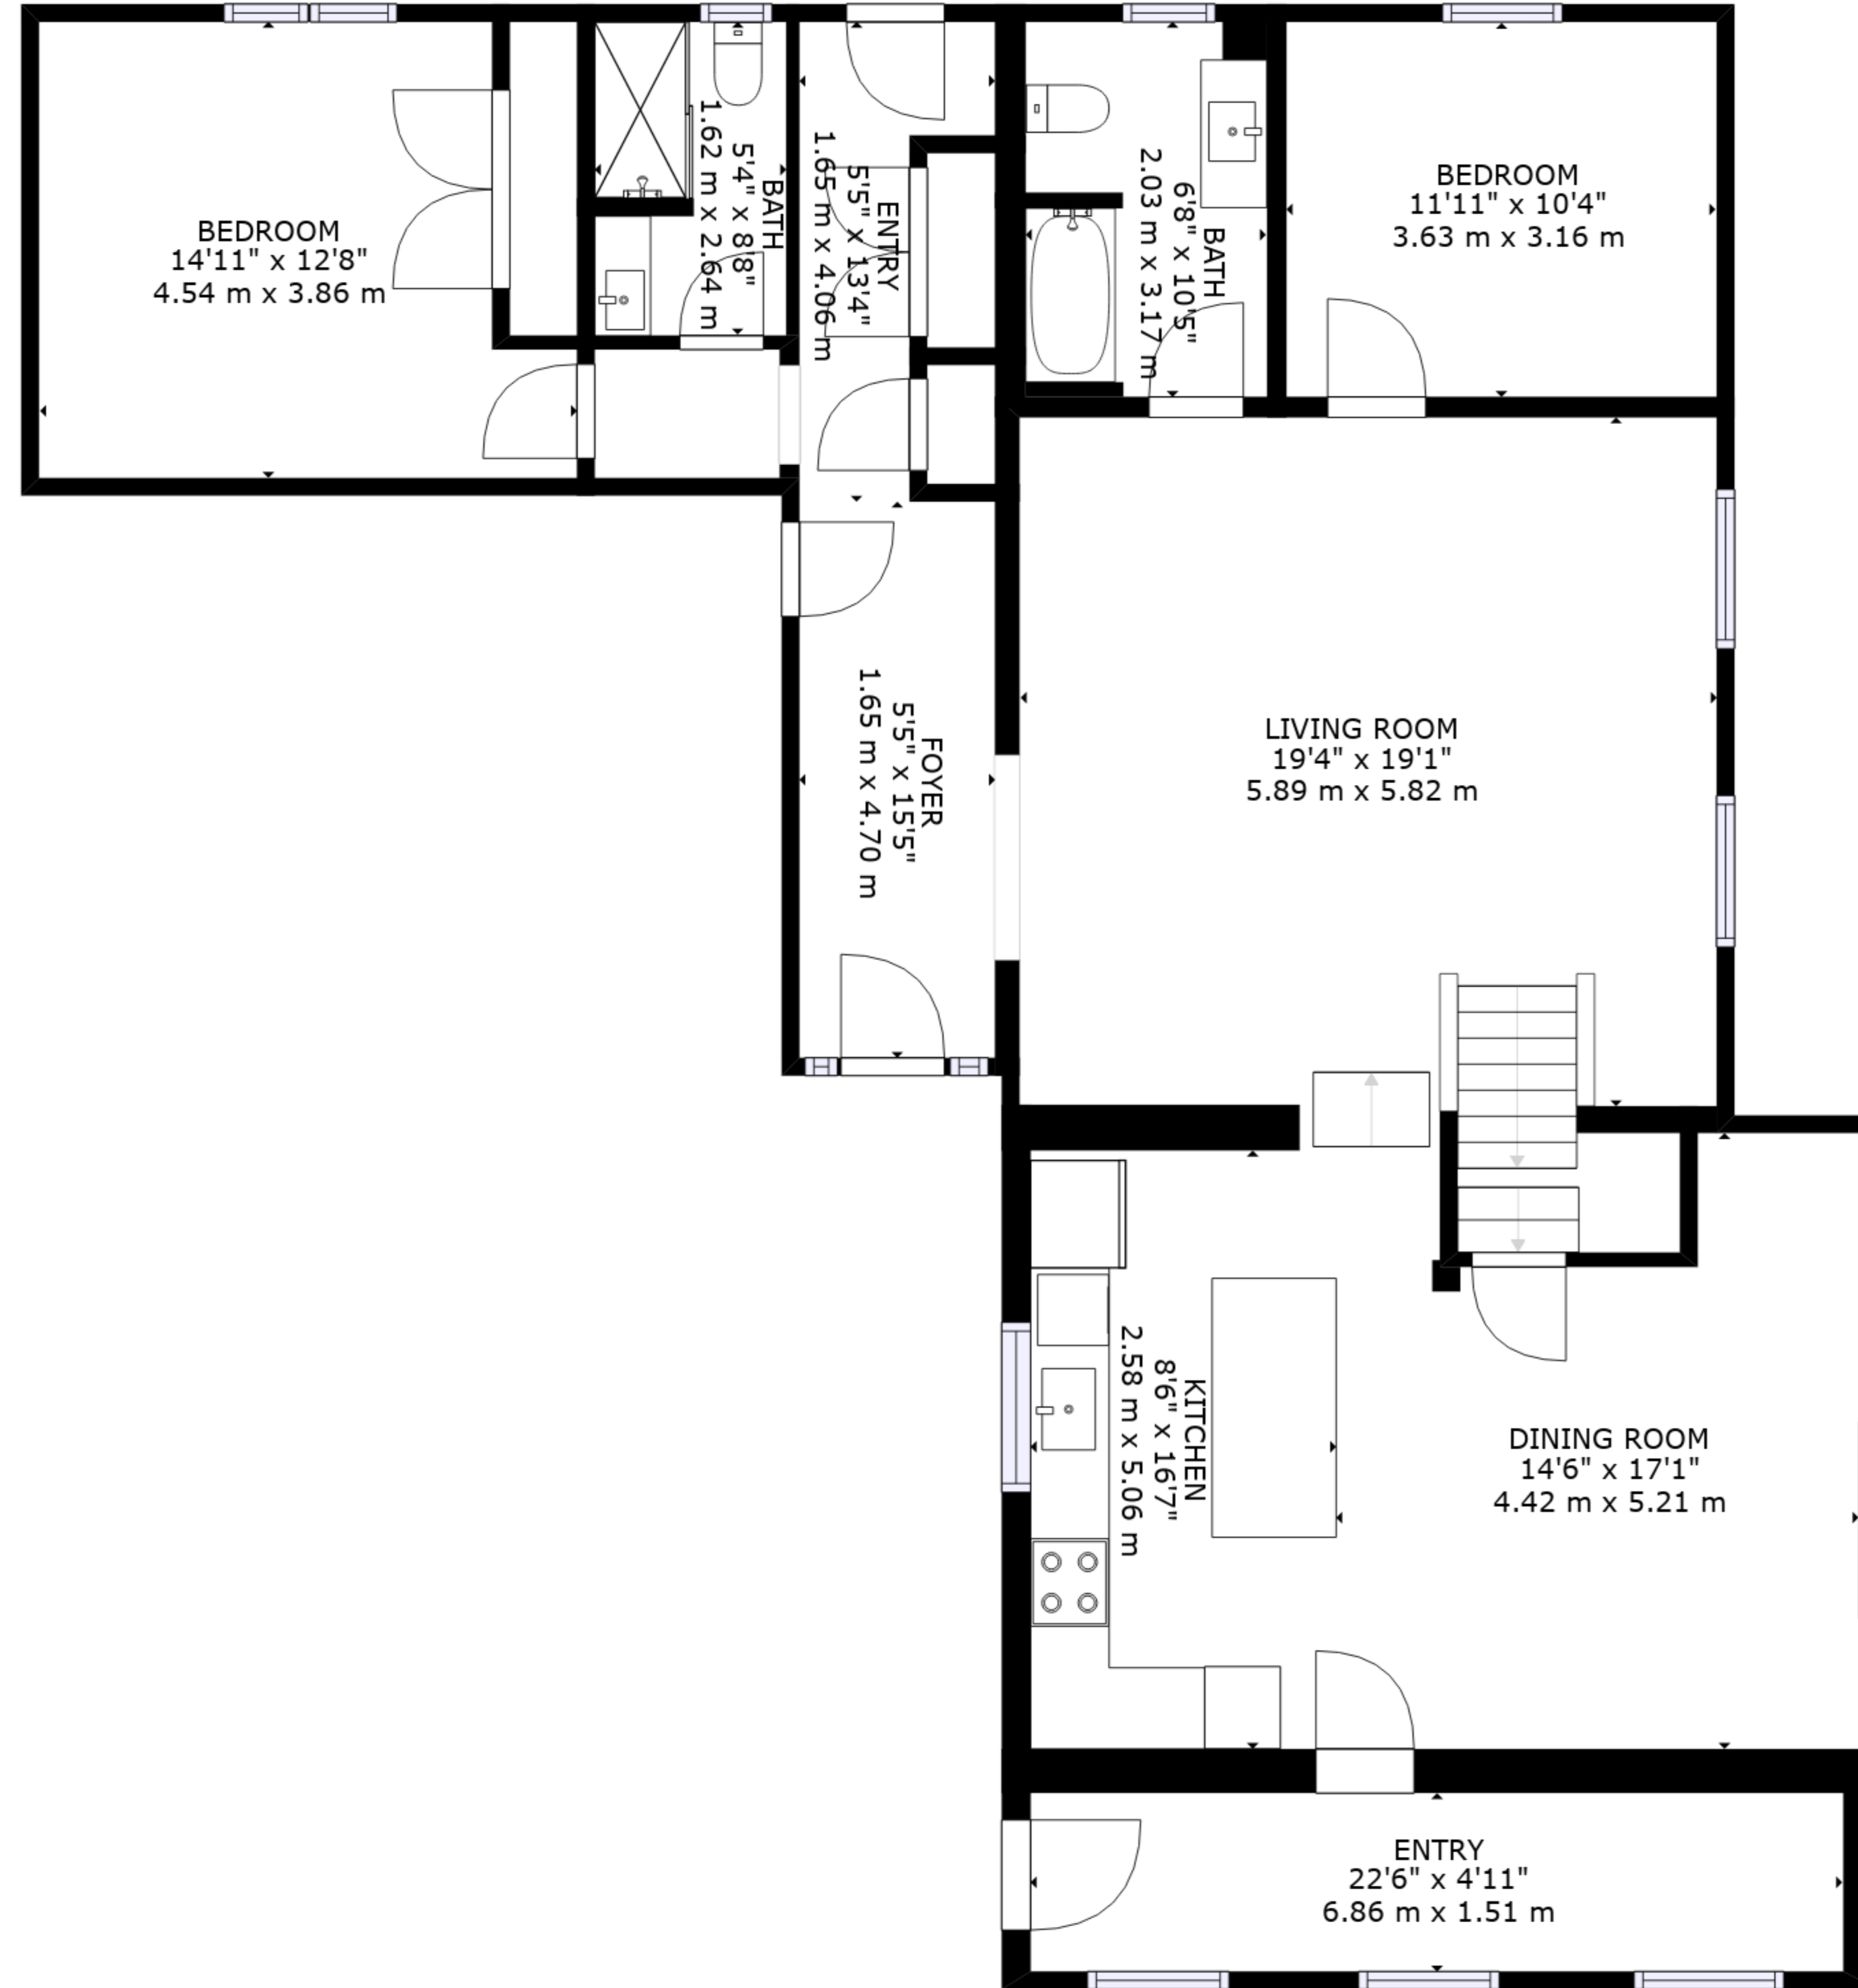 BEDROOM
14'11" x 12'8"
4.54 m x 3.86 m
BATH
5'4" x 8'8"
1.62 m x 2.64 m
ENTRY
5'5" x 13'4"
1.65 m x 4.06 m
BATH
6'8" x 10'5"
2.03 m x 3.17 m
BEDROOM
11'11" x 10'4"
3.63 m x 3.16 m
FOYER
5'5" x 15'5"
1.65 m x 4.70 m
LIVING ROOM
19'4" x 19'1"
5.89 m x 5.82 m
KITCHEN
8'6" x 16'7"
2.58 m x 5.06 m
DINING ROOM
14'6" x 17'1"
4.42 m x 5.21 m
ENTRY
22'6" x 4'11"
6.86 m x 1.51 m